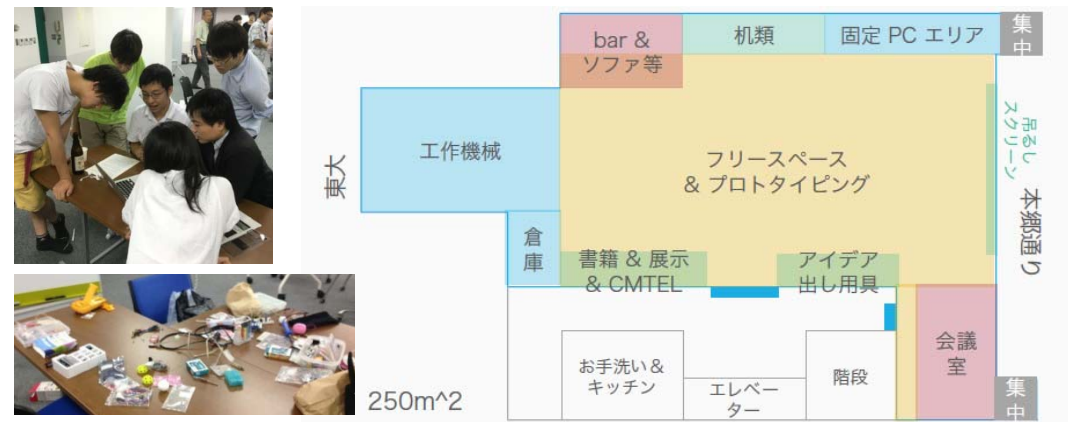 bar &
ソファ等
机類
固定 PC エリア
集
中
工作機械
東大
フリースペース
& プロトタイピング
吊るし
スクリーン
本郷通り
倉
庫
書籍 & 展示
& CMTEL
アイデア
出し用具
会議
室
お手洗い &
キッチン
エレベー
ター
階段
集
中
250m^2